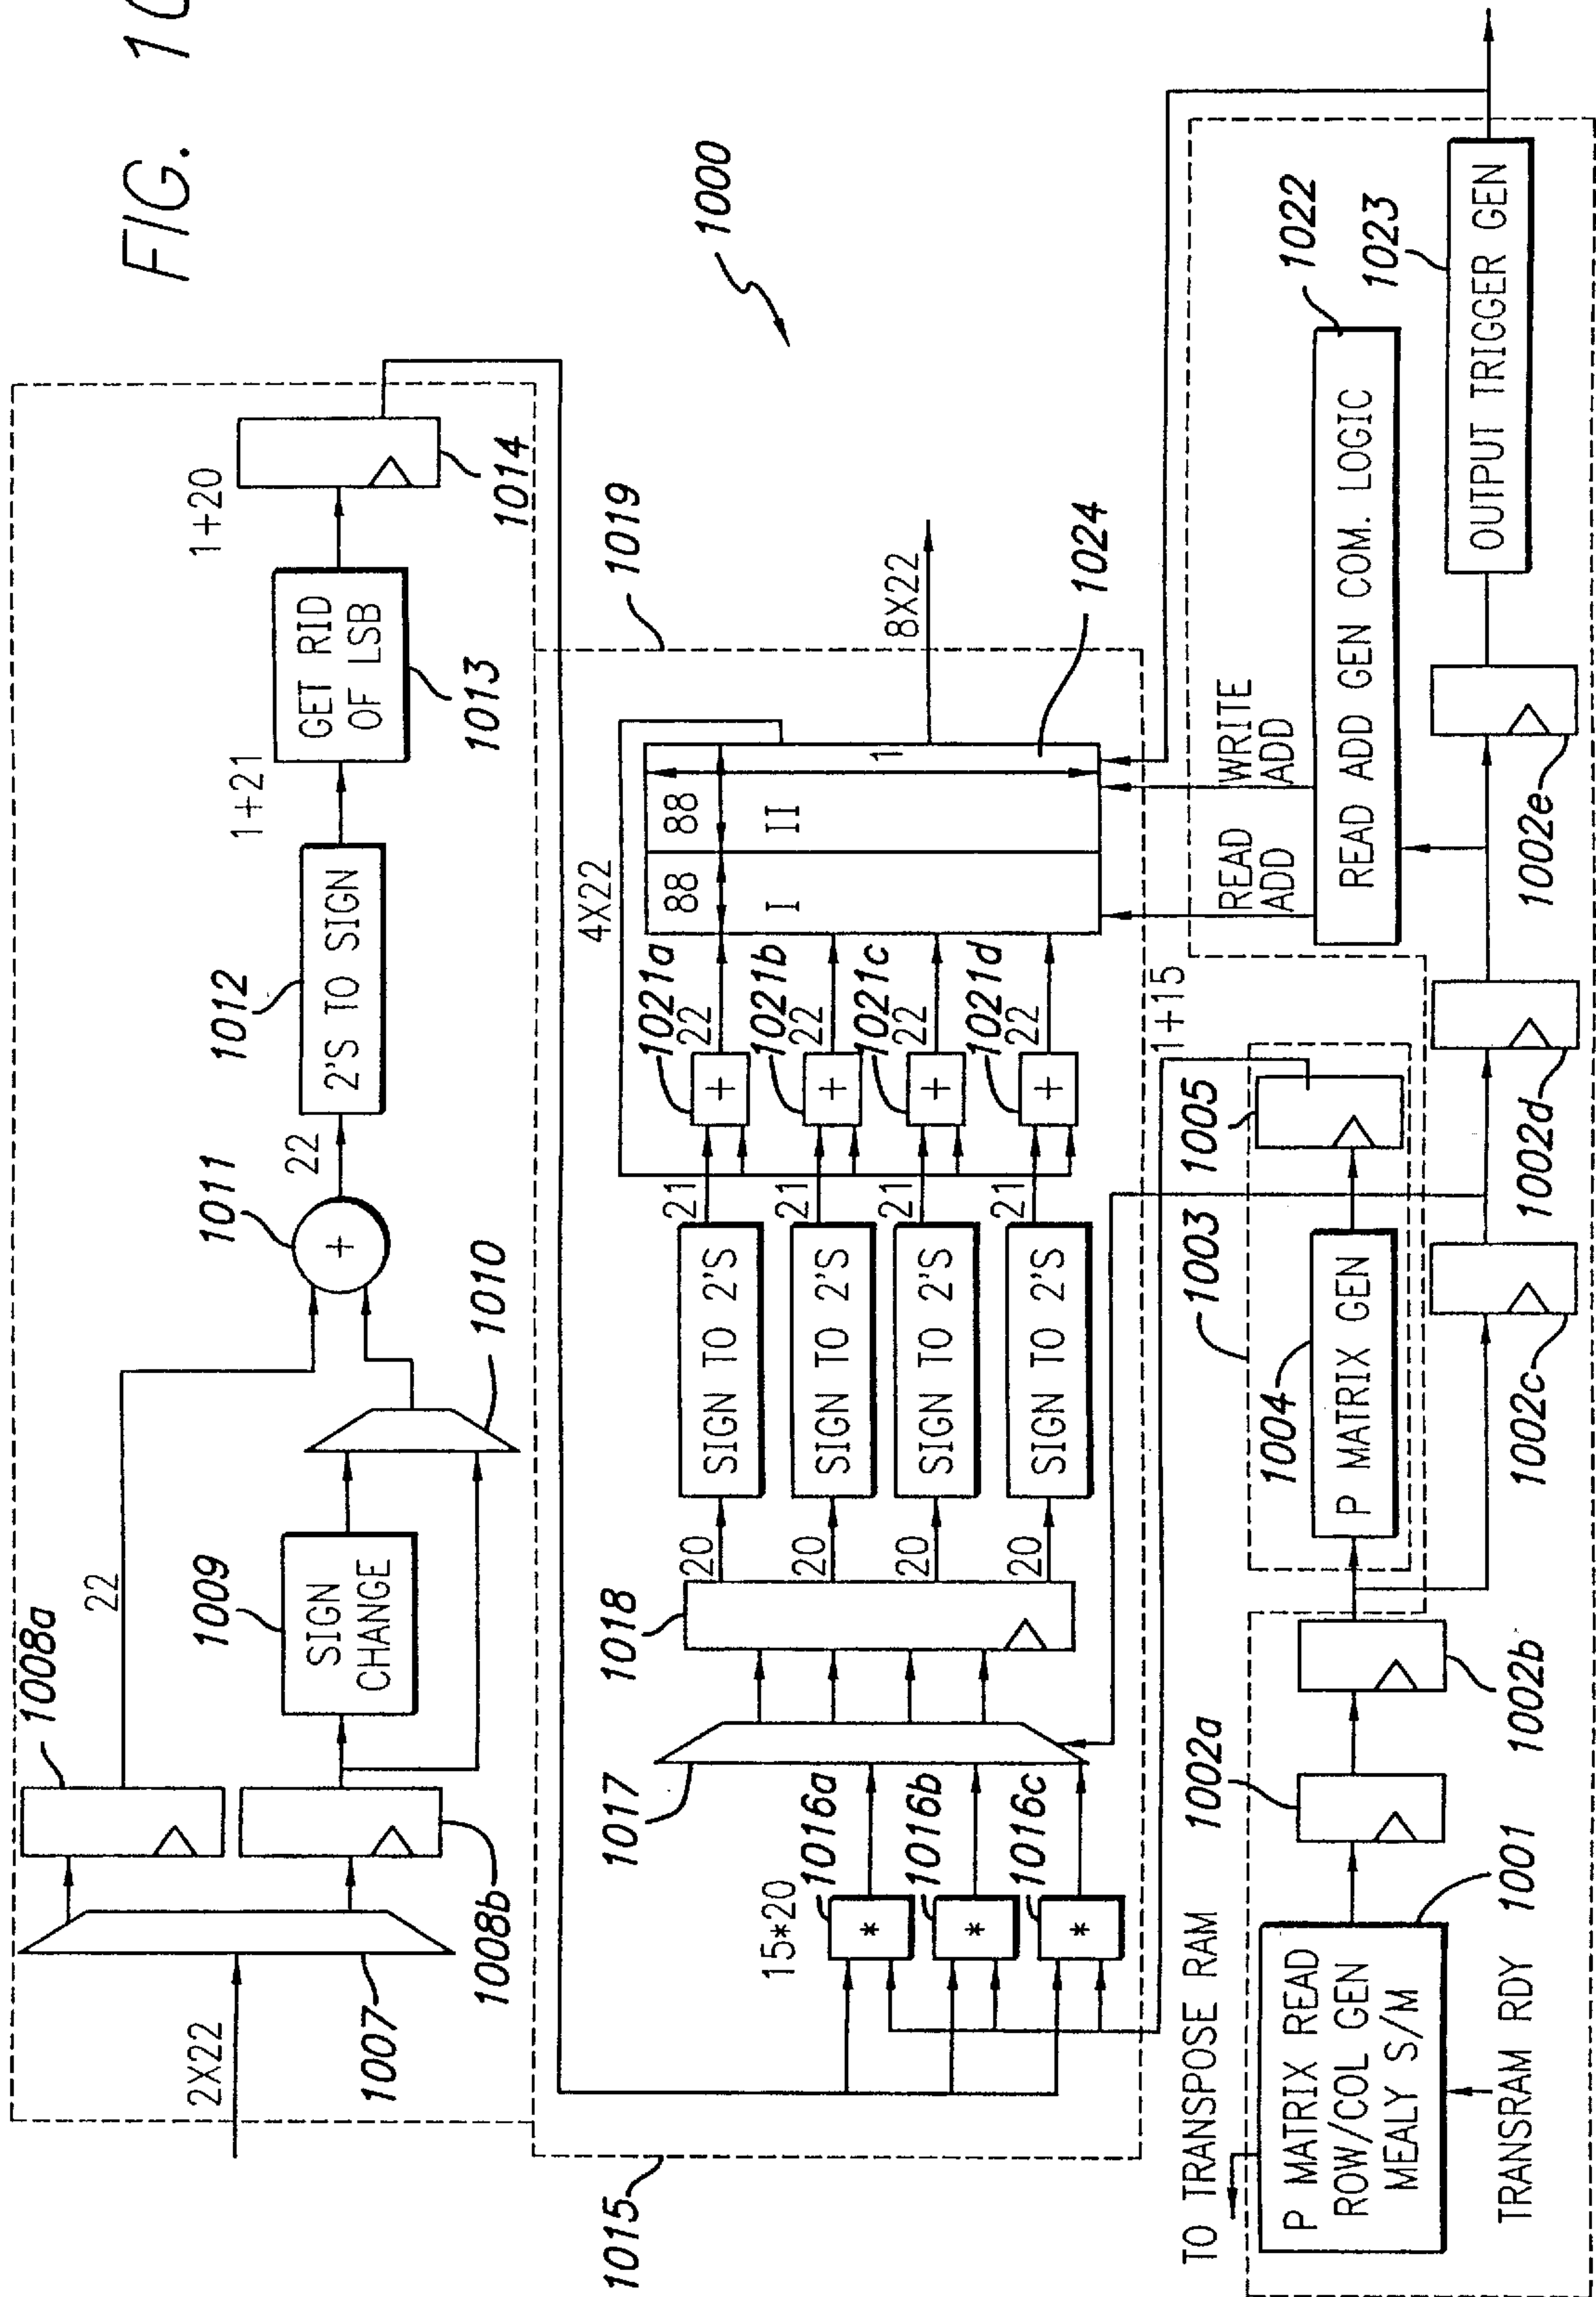 FIG. 10
1000
2X22
1007
1008a
1008b
22
1009
SIGN
CHANGE
1010
1011
22
1012
2'S TO SIGN
1+21
GET RID
OF LSB
1013
1+20
1014
1015
15*20
1016a
*
1016b
*
1016c
*
1017
1018
20
20
20
20
SIGN TO 2'S
SIGN TO 2'S
SIGN TO 2'S
SIGN TO 2'S
21
21
21
21
1021a
22
1021b
22
1021c
22
1021d
22
+
+
+
+
+
4X22
88
88
I
II
1
1019
8X22
1024
READ
ADD
WRITE
ADD
1+15
TO TRANSPOSE RAM
P MATRIX READ
ROW/COL GEN
MEALY S/M
TRANSRAM RDY
1001
1002a
1002b
1003
1004
P MATRIX GEN
1005
1002c
1002d
1002e
READ ADD GEN COM. LOGIC
1022
1023
OUTPUT TRIGGER GEN